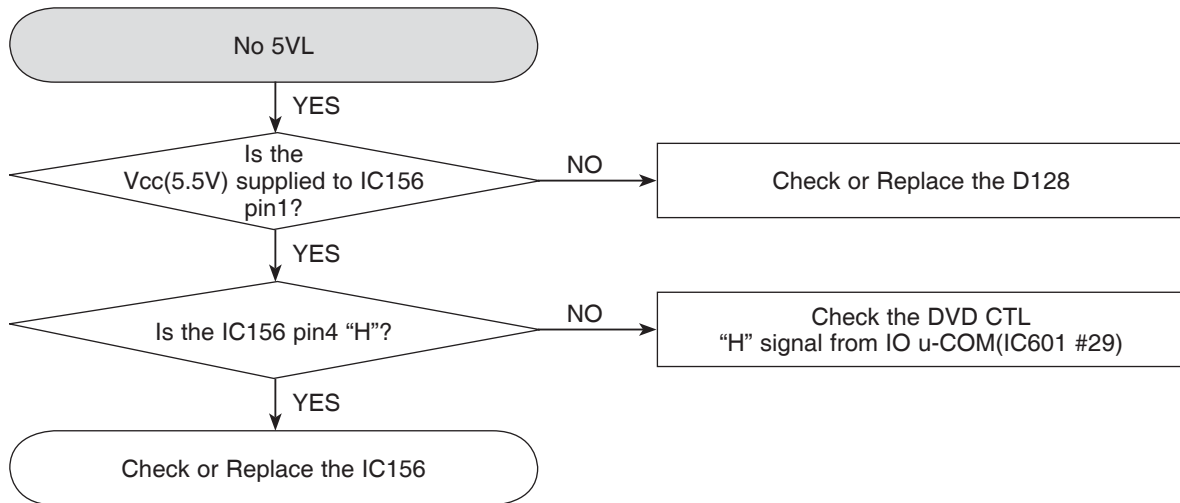 No 5VL
YES
Is the
Vcc(5.5V) supplied to IC156
pin1?
NO
Check or Replace the D128
YES
Is the IC156 pin4 “H”?
NO
Check the DVD CTL
“H” signal from IO u-COM(IC601 #29)
YES
Check or Replace the IC156